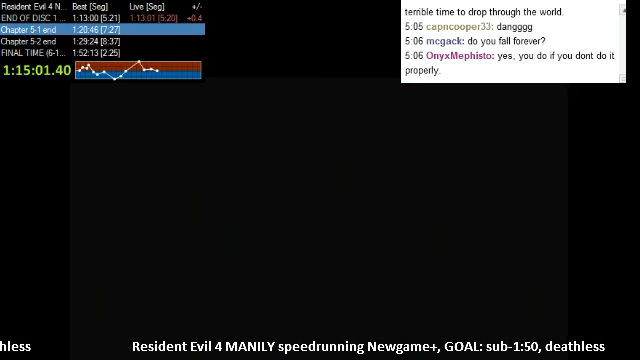 Resident Evil 4 N... Best [Seg] Live [Seg] +/-
END OF DISC 1 1:13:00 [5:21] 1:13:01 [5:20] +0.4
Chapter 5-1 end 1:20:46 [7:27]
Chapter 5-2 end 1:29:24 [8:37]
FINAL TIME (6-1... 1:52:13 [2:25]
1:15:01.40
terrible time to drop through the world.
5:05 capncooper33: dangggg
5:06 mcgack: do you fall forever?
5:06 OnyxMephisto: yes, you do if you dont do it
properly.
hless Resident Evil 4 MANILY speedrunning Newgame+, GOAL: sub-1:50, deathless